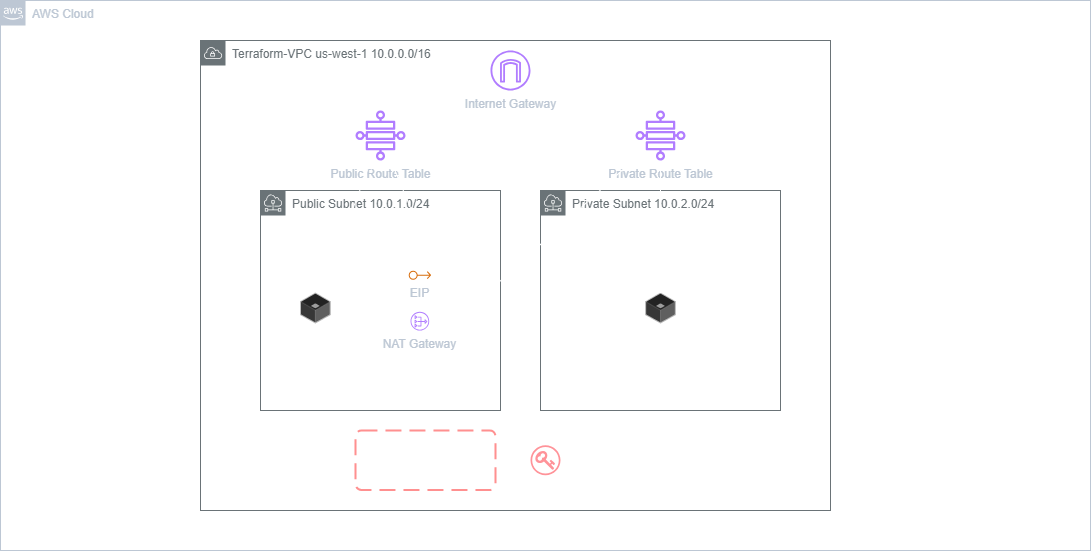 aws
AWS Cloud
Terraform-VPC us-west-1 10.0.0.0/16
Internet Gateway
Public Route Table
Private Route Table
Public Subnet 10.0.1.0/24
Private Subnet 10.0.2.0/24
EIP
NAT Gateway